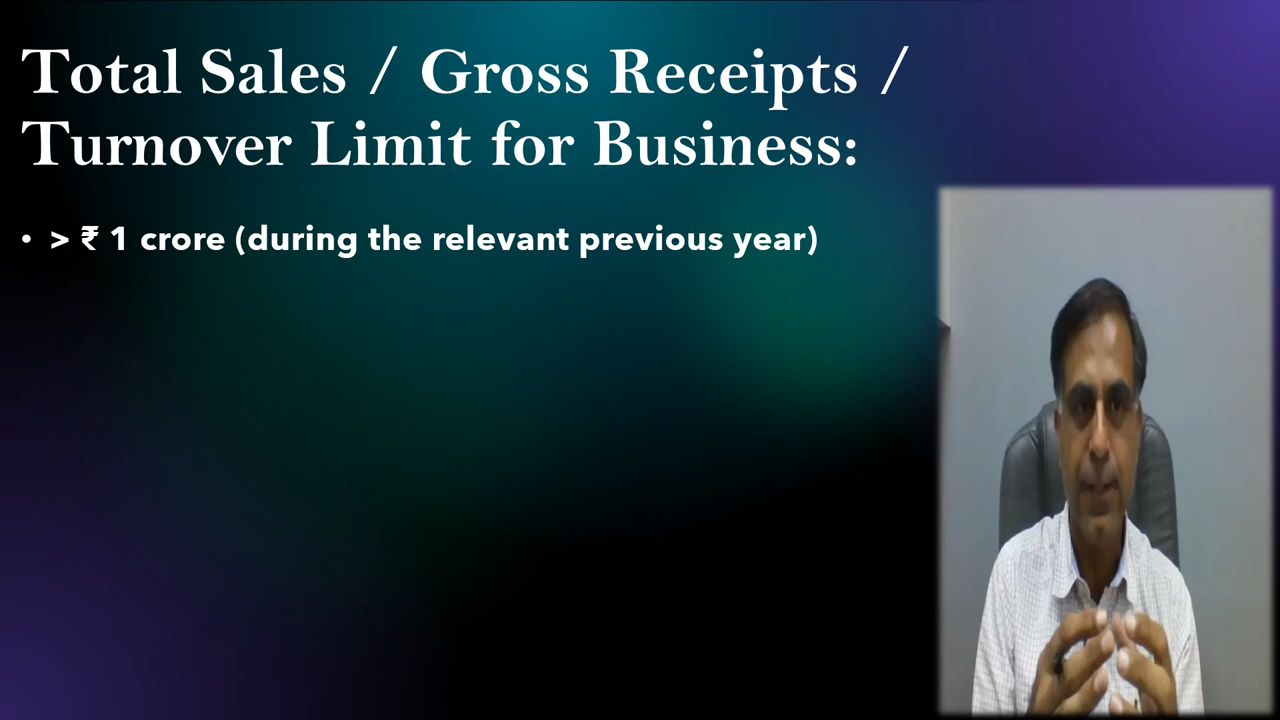 Total Sales / Gross Receipts /
Turnover Limit for Business:
• > ₹ 1 crore (during the relevant previous year)